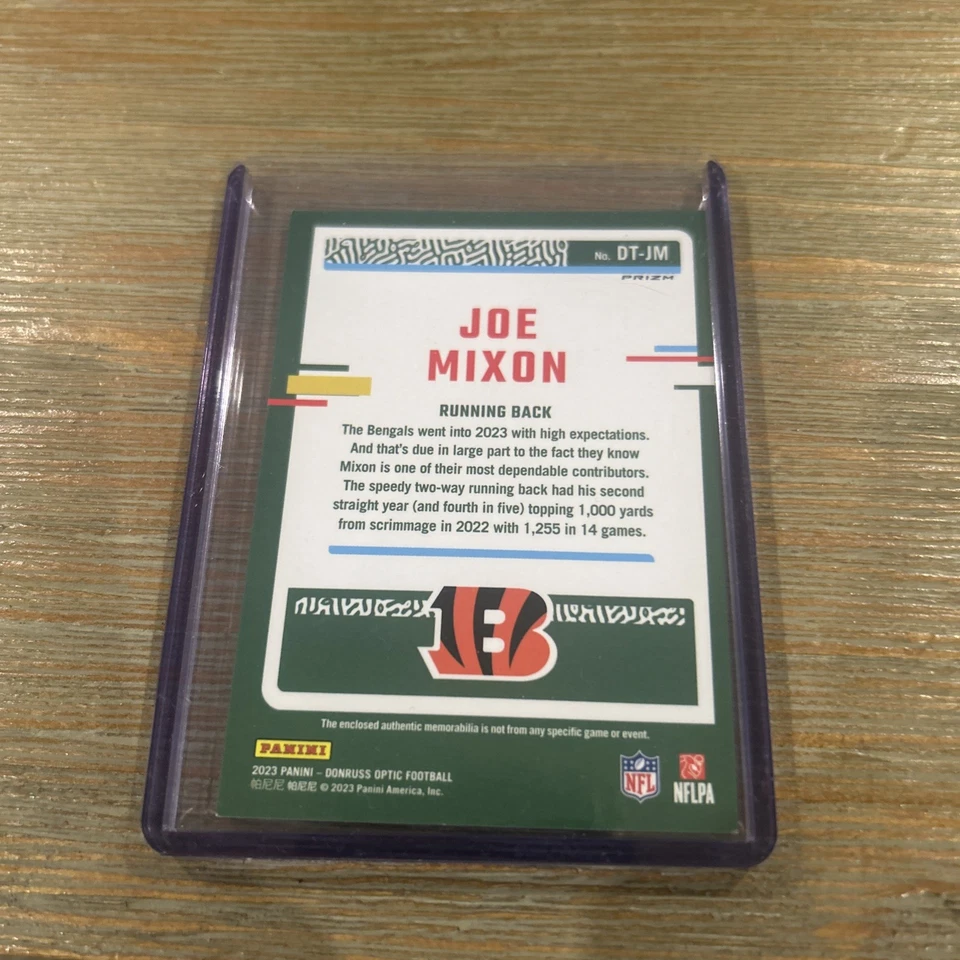 No. DT-JM
PRIZM
JOE
MIXON
RUNNING BACK
The Bengals went into 2023 with high expectations.
And that's due in large part to the fact they know
Mixon is one of their most dependable contributors.
The speedy two-way running back had his second
straight year (and fourth in five) topping 1,000 yards
from scrimmage in 2022 with 1,255 in 14 games.
B
The enclosed authentic memorabilia is not from any specific game or event.
PANINI
2023 PANINI – DONRUSS OPTIC FOOTBALL
帕尼尼 帕尼尼 © 2023 Panini America, Inc.
NFL
NFLPA